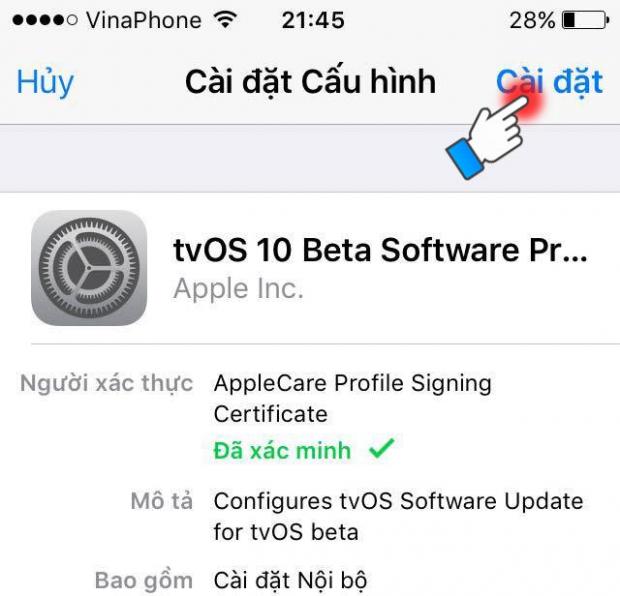 VinaPhone 21:45 28%
Hủy Cài đặt Cấu hình Cài đặt
tvOS 10 Beta Software Pr...
Apple Inc.
Người xác thực AppleCare Profile Signing
Certificate
Đã xác minh
Mô tả Configures tvOS Software Update
for tvOS beta
Bao gồm Cài đặt Nội bộ